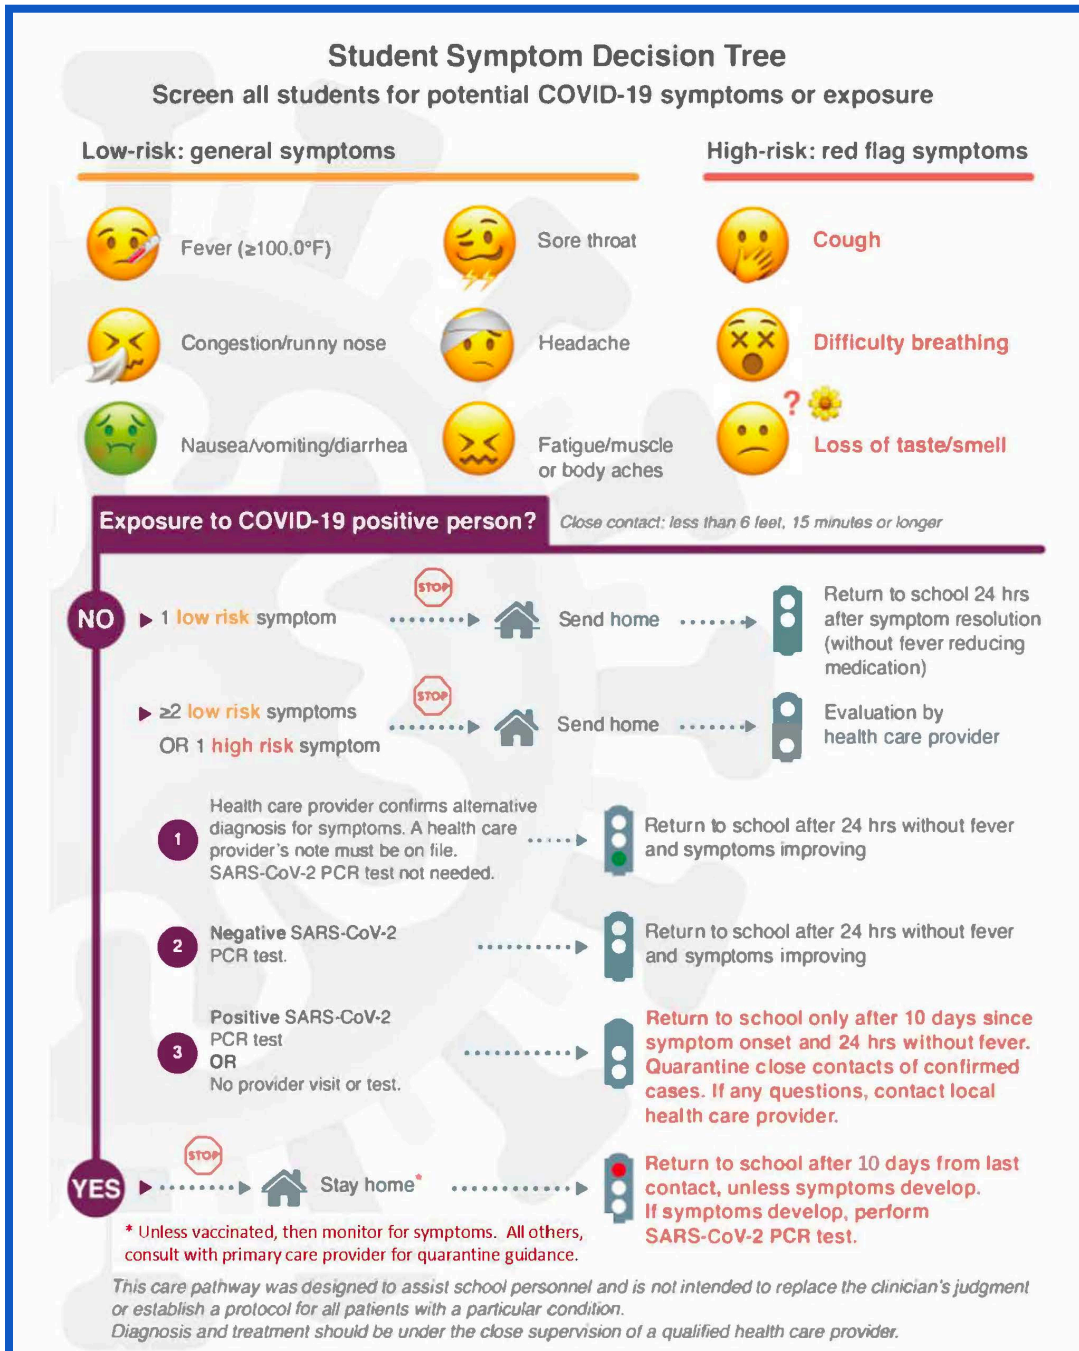 Student Symptom Decision Tree
Screen all students for potential COVID-19 symptoms or exposure
Low-risk: general symptoms
High-risk: red flag symptoms
Fever (≥100.0°F)
Sore throat
Cough
Congestion/runny nose
Headache
Difficulty breathing
?
Nausea/vomiting/diarrhea
Fatigue/muscle
or body aches
Loss of taste/smell
Exposure to COVID-19 positive person?
Close contact: less than 6 feet, 15 minutes or longer
NO
1 low risk symptom
STOP
Send home
Return to school 24 hrs
after symptom resolution
(without fever reducing
medication)
≥2 low risk symptoms
OR 1 high risk symptom
STOP
Send home
Evaluation by
health care provider
1
Health care provider confirms alternative
diagnosis for symptoms. A health care
provider's note must be on file.
SARS-CoV-2 PCR test not needed.
Return to school after 24 hrs without fever
and symptoms improving
2
Negative SARS-CoV-2
PCR test.
Return to school after 24 hrs without fever
and symptoms improving
3
Positive SARS-CoV-2
PCR test
OR
No provider visit or test.
Return to school only after 10 days since
symptom onset and 24 hrs without fever.
Quarantine close contacts of confirmed
cases. If any questions, contact local
health care provider.
YES
STOP
Stay home*
Return to school after 10 days from last
contact, unless symptoms develop.
If symptoms develop, perform
SARS-CoV-2 PCR test.
* Unless vaccinated, then monitor for symptoms. All others,
consult with primary care provider for quarantine guidance.
This care pathway was designed to assist school personnel and is not intended to replace the clinician's judgment
or establish a protocol for all patients with a particular condition.
Diagnosis and treatment should be under the close supervision of a qualified health care provider.